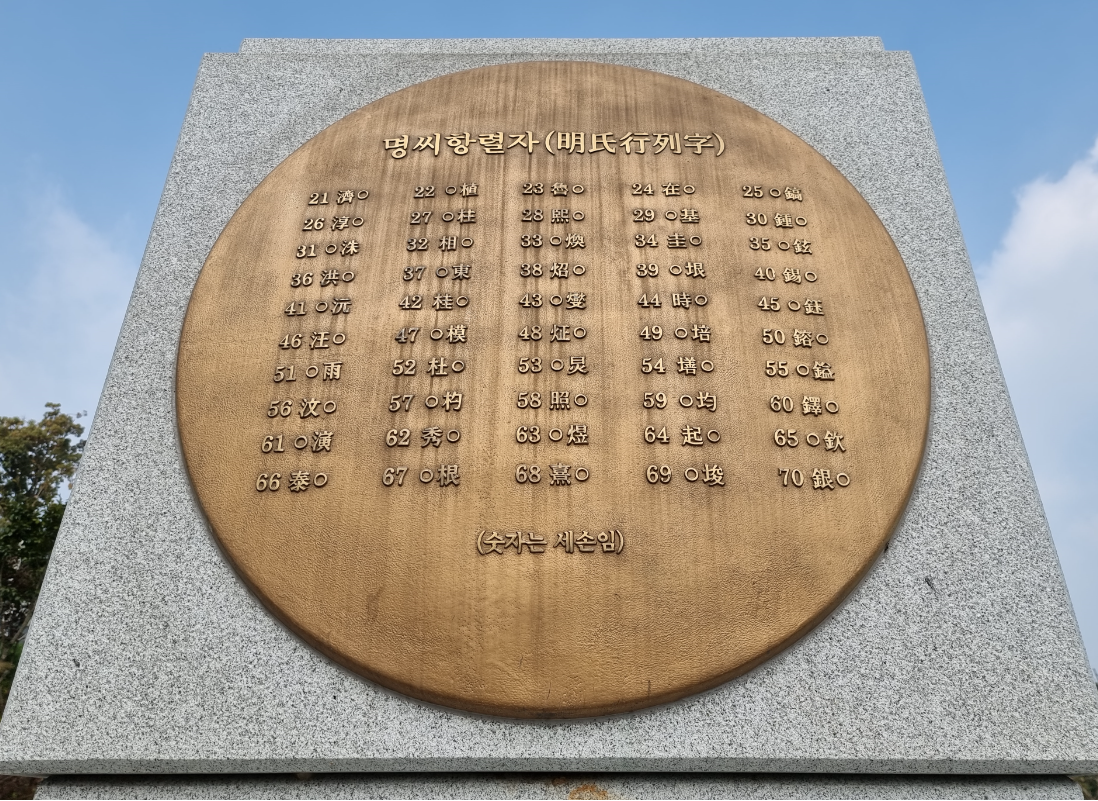 명씨항렬자(明氏行列字)
21 濟○ 22 ○植 23 魯○ 24 在○ 25 ○鎬
26 淳○ 27 ○柱 28 熙○ 29 ○基 30 鍾○
31 ○洙 32 相○ 33 ○煥 34 圭○ 35 ○鉉
36 洪○ 37 ○東 38 炤○ 39 ○垠 40 錫○
41 ○沅 42 桂○ 43 ○燮 44 時○ 45 ○鈺
46 汪○ 47 ○模 48 炡○ 49 ○培 50 鎔○
51 ○雨 52 杜○ 53 ○炅 54 墡○ 55 ○鎰
56 汶○ 57 ○杓 58 照○ 59 ○均 60 鐸○
61 ○演 62 秀○ 63 ○煜 64 起○ 65 ○欽
66 泰○ 67 ○根 68 熹○ 69 ○埈 70 銀○
(숫자는 세손임)